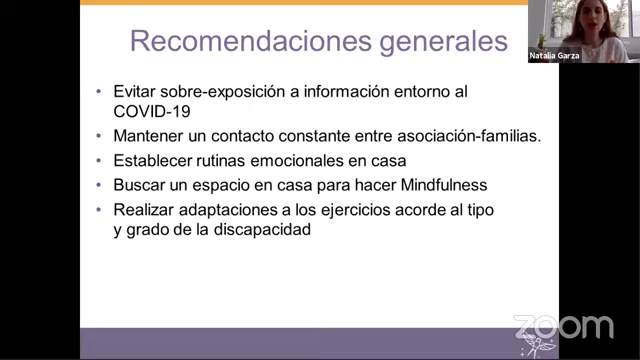 Recomendaciones generales
Natalia Garza
• Evitar sobre-exposición a información entorno al
COVID-19
• Mantener un contacto constante entre asociación-familias.
• Establecer rutinas emocionales en casa
• Buscar un espacio en casa para hacer Mindfulness
• Realizar adaptaciones a los ejercicios acorde al tipo
y grado de la discapacidad
zoom